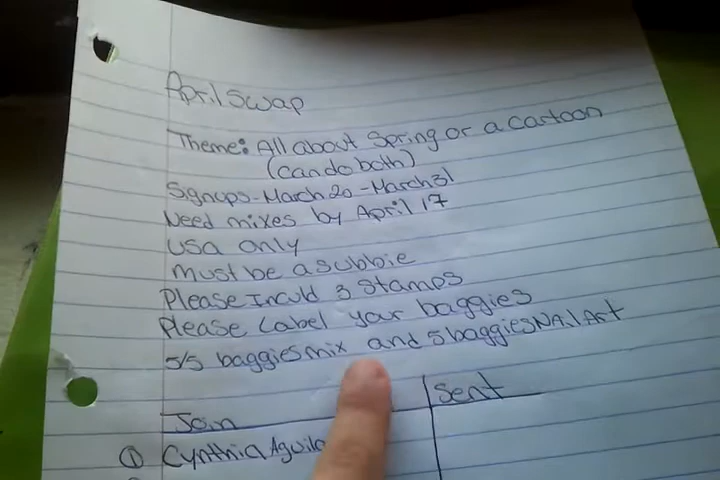 April swap
Theme: All about Spring or a cartoon
(can do both)
Signups - March 20 - March 31
Need mixes by April 17
USA only
must be a subbie
Please Inculd 3 Stamps
Please Label your baggies
5/5 baggies mix and 5 baggies NAil Art
Join Sent
① Cynthia Aguila